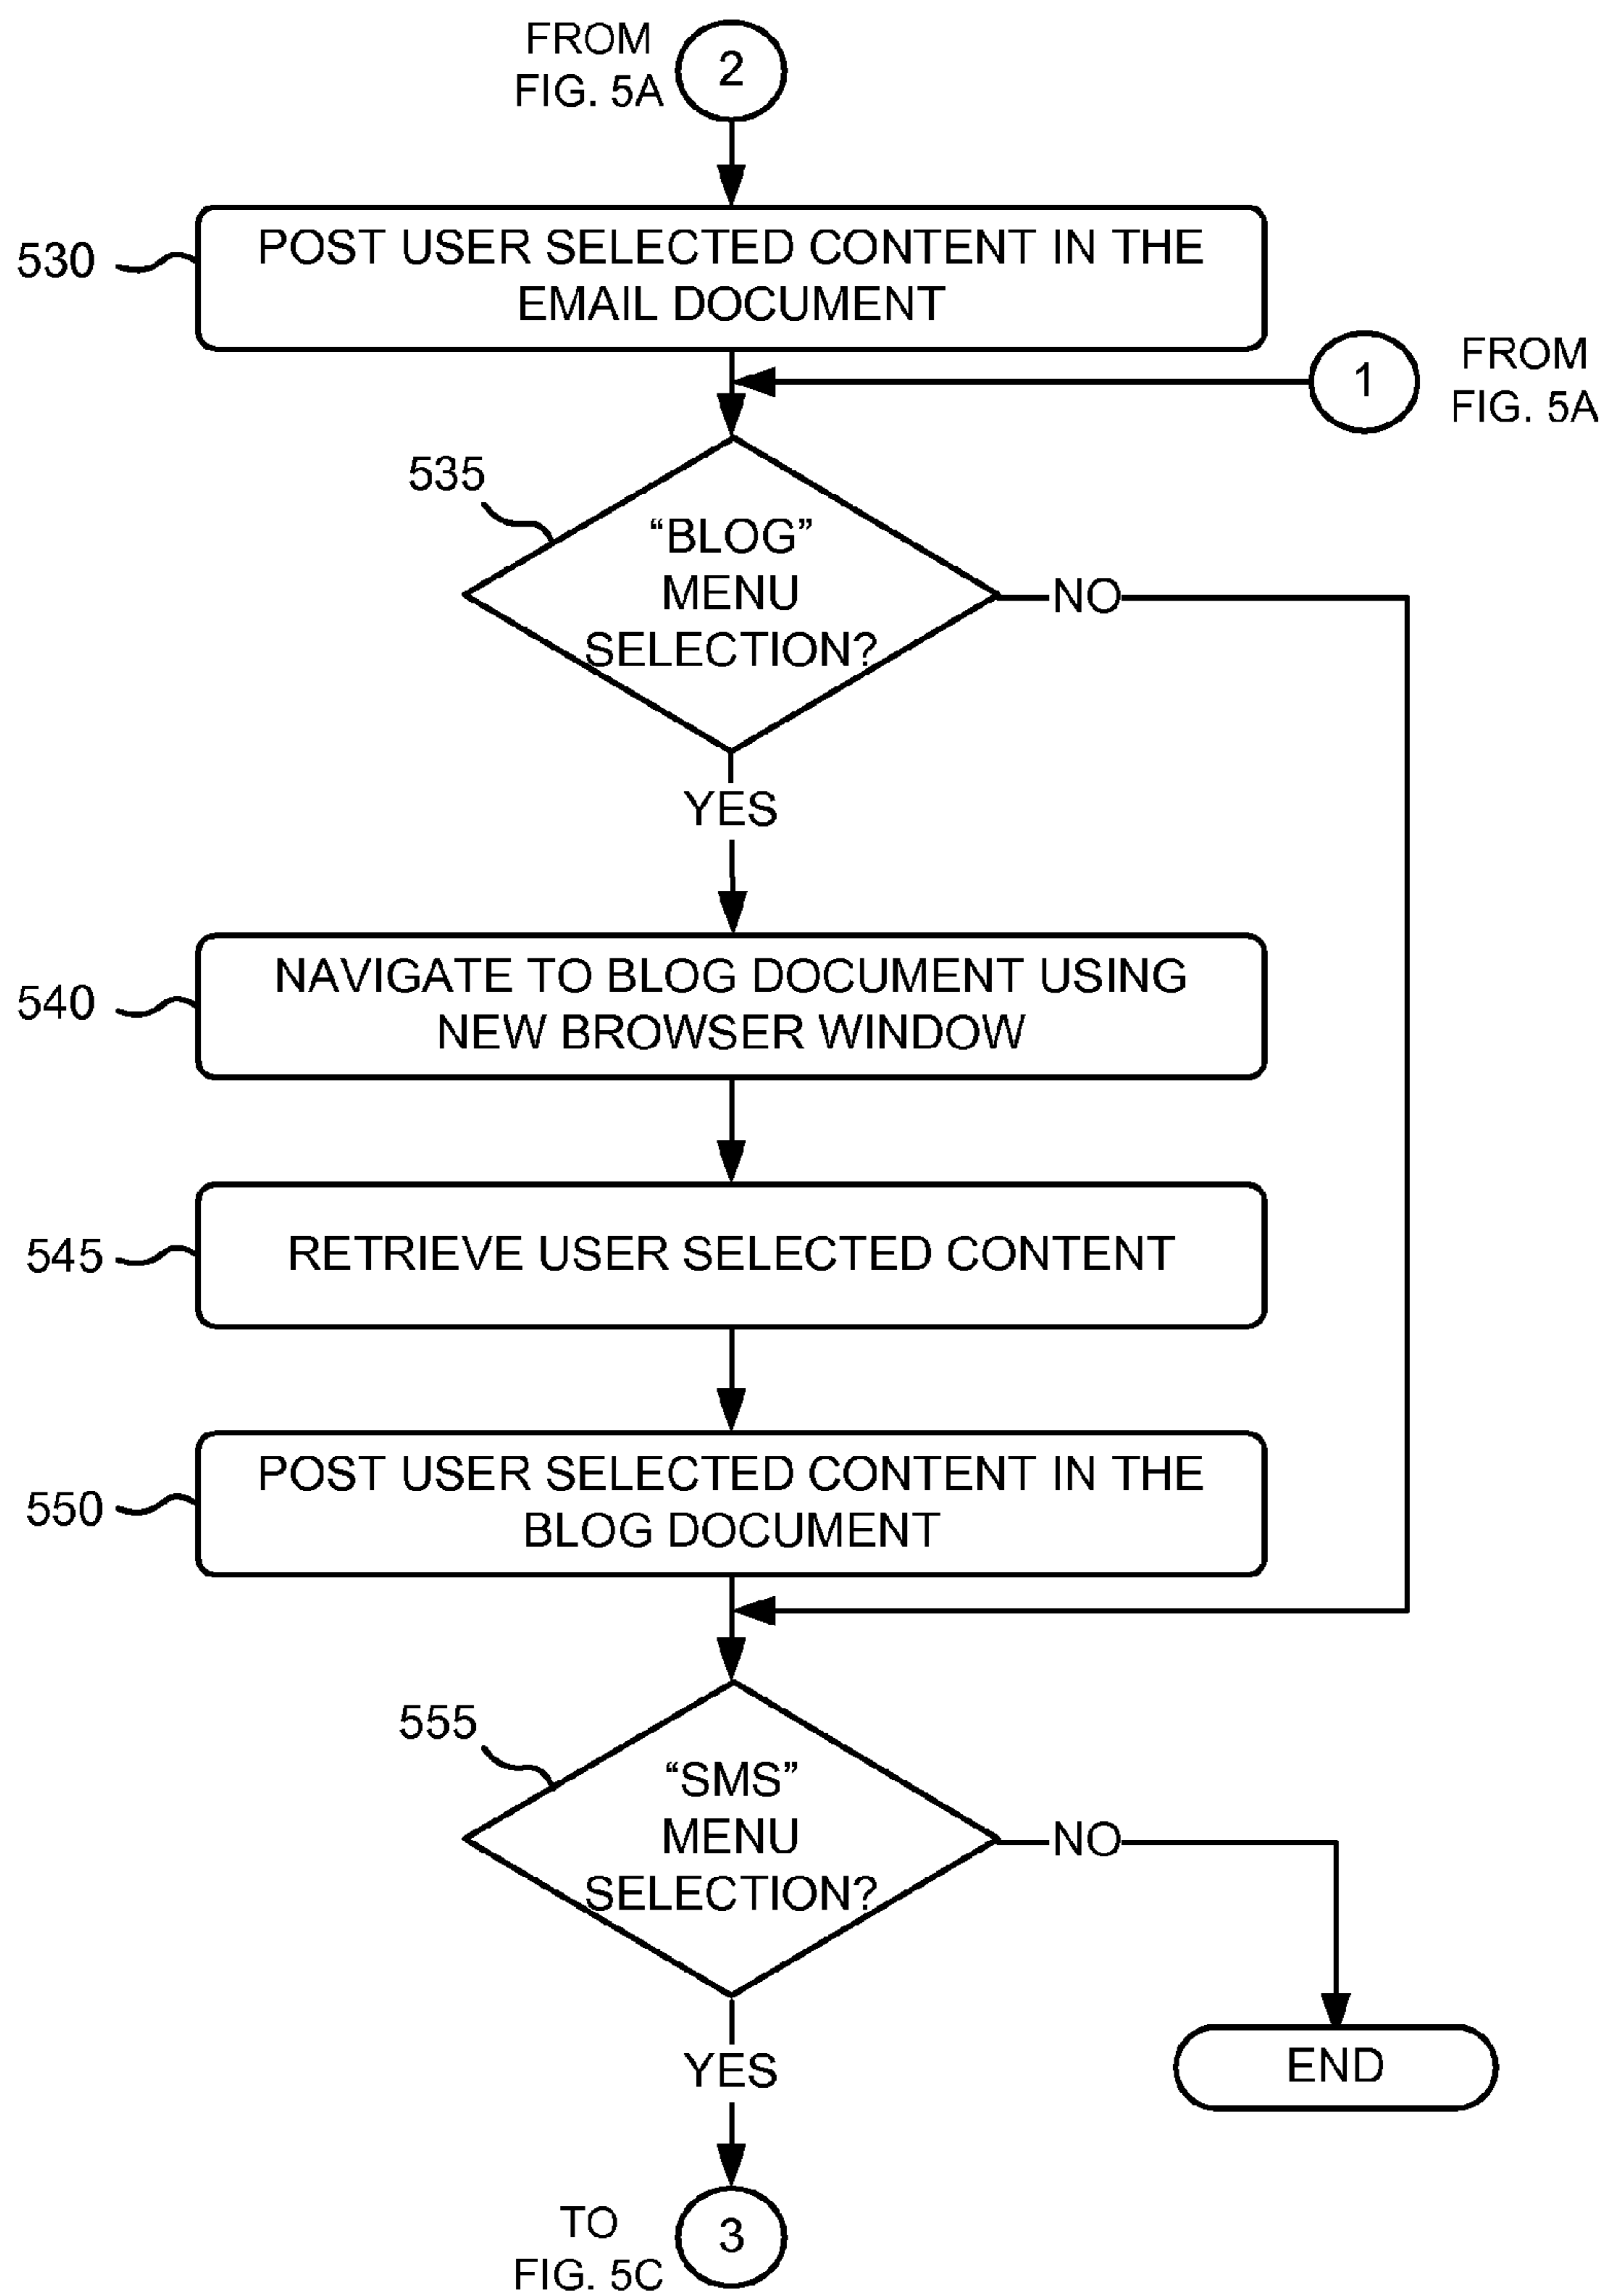 FROM
FIG. 5A
2
530
POST USER SELECTED CONTENT IN THE
EMAIL DOCUMENT
1
FROM
FIG. 5A
535
“BLOG”
MENU
SELECTION?
NO
YES
540
NAVIGATE TO BLOG DOCUMENT USING
NEW BROWSER WINDOW
545
RETRIEVE USER SELECTED CONTENT
550
POST USER SELECTED CONTENT IN THE
BLOG DOCUMENT
555
“SMS”
MENU
SELECTION?
NO
YES
END
TO
FIG. 5C
3